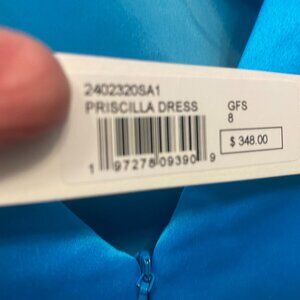 2402320SA1
PRISCILLA DRESS GFS
8
$ 348.00
1 97278 09390 9